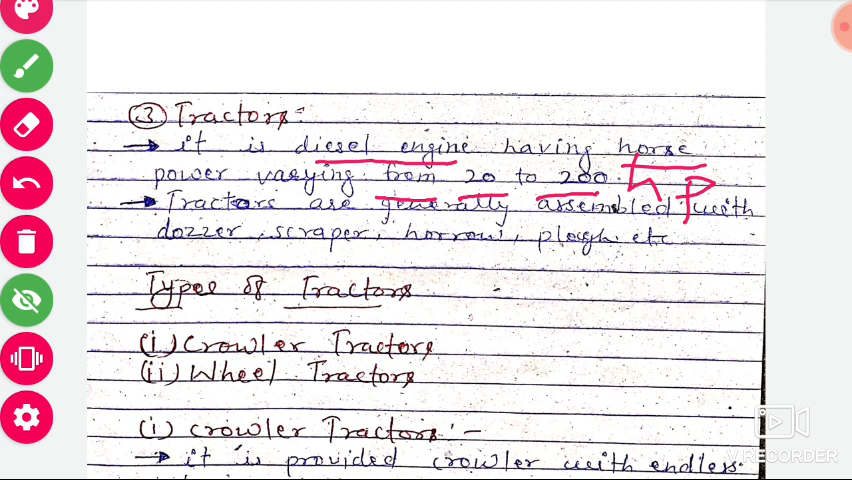 ③ Tractors:-
→ it is diesel engine having horse
power varying from 20 to 200. hp
→ Tractors are generally assembled with
dozzer, scraper, horrow, plough etc
Types of Tractors
(i) Crowler Tractors
(ii) Wheel Tractors
(i) crowler Tractors:-
→ it is provided crowler with endless
V RECORDER